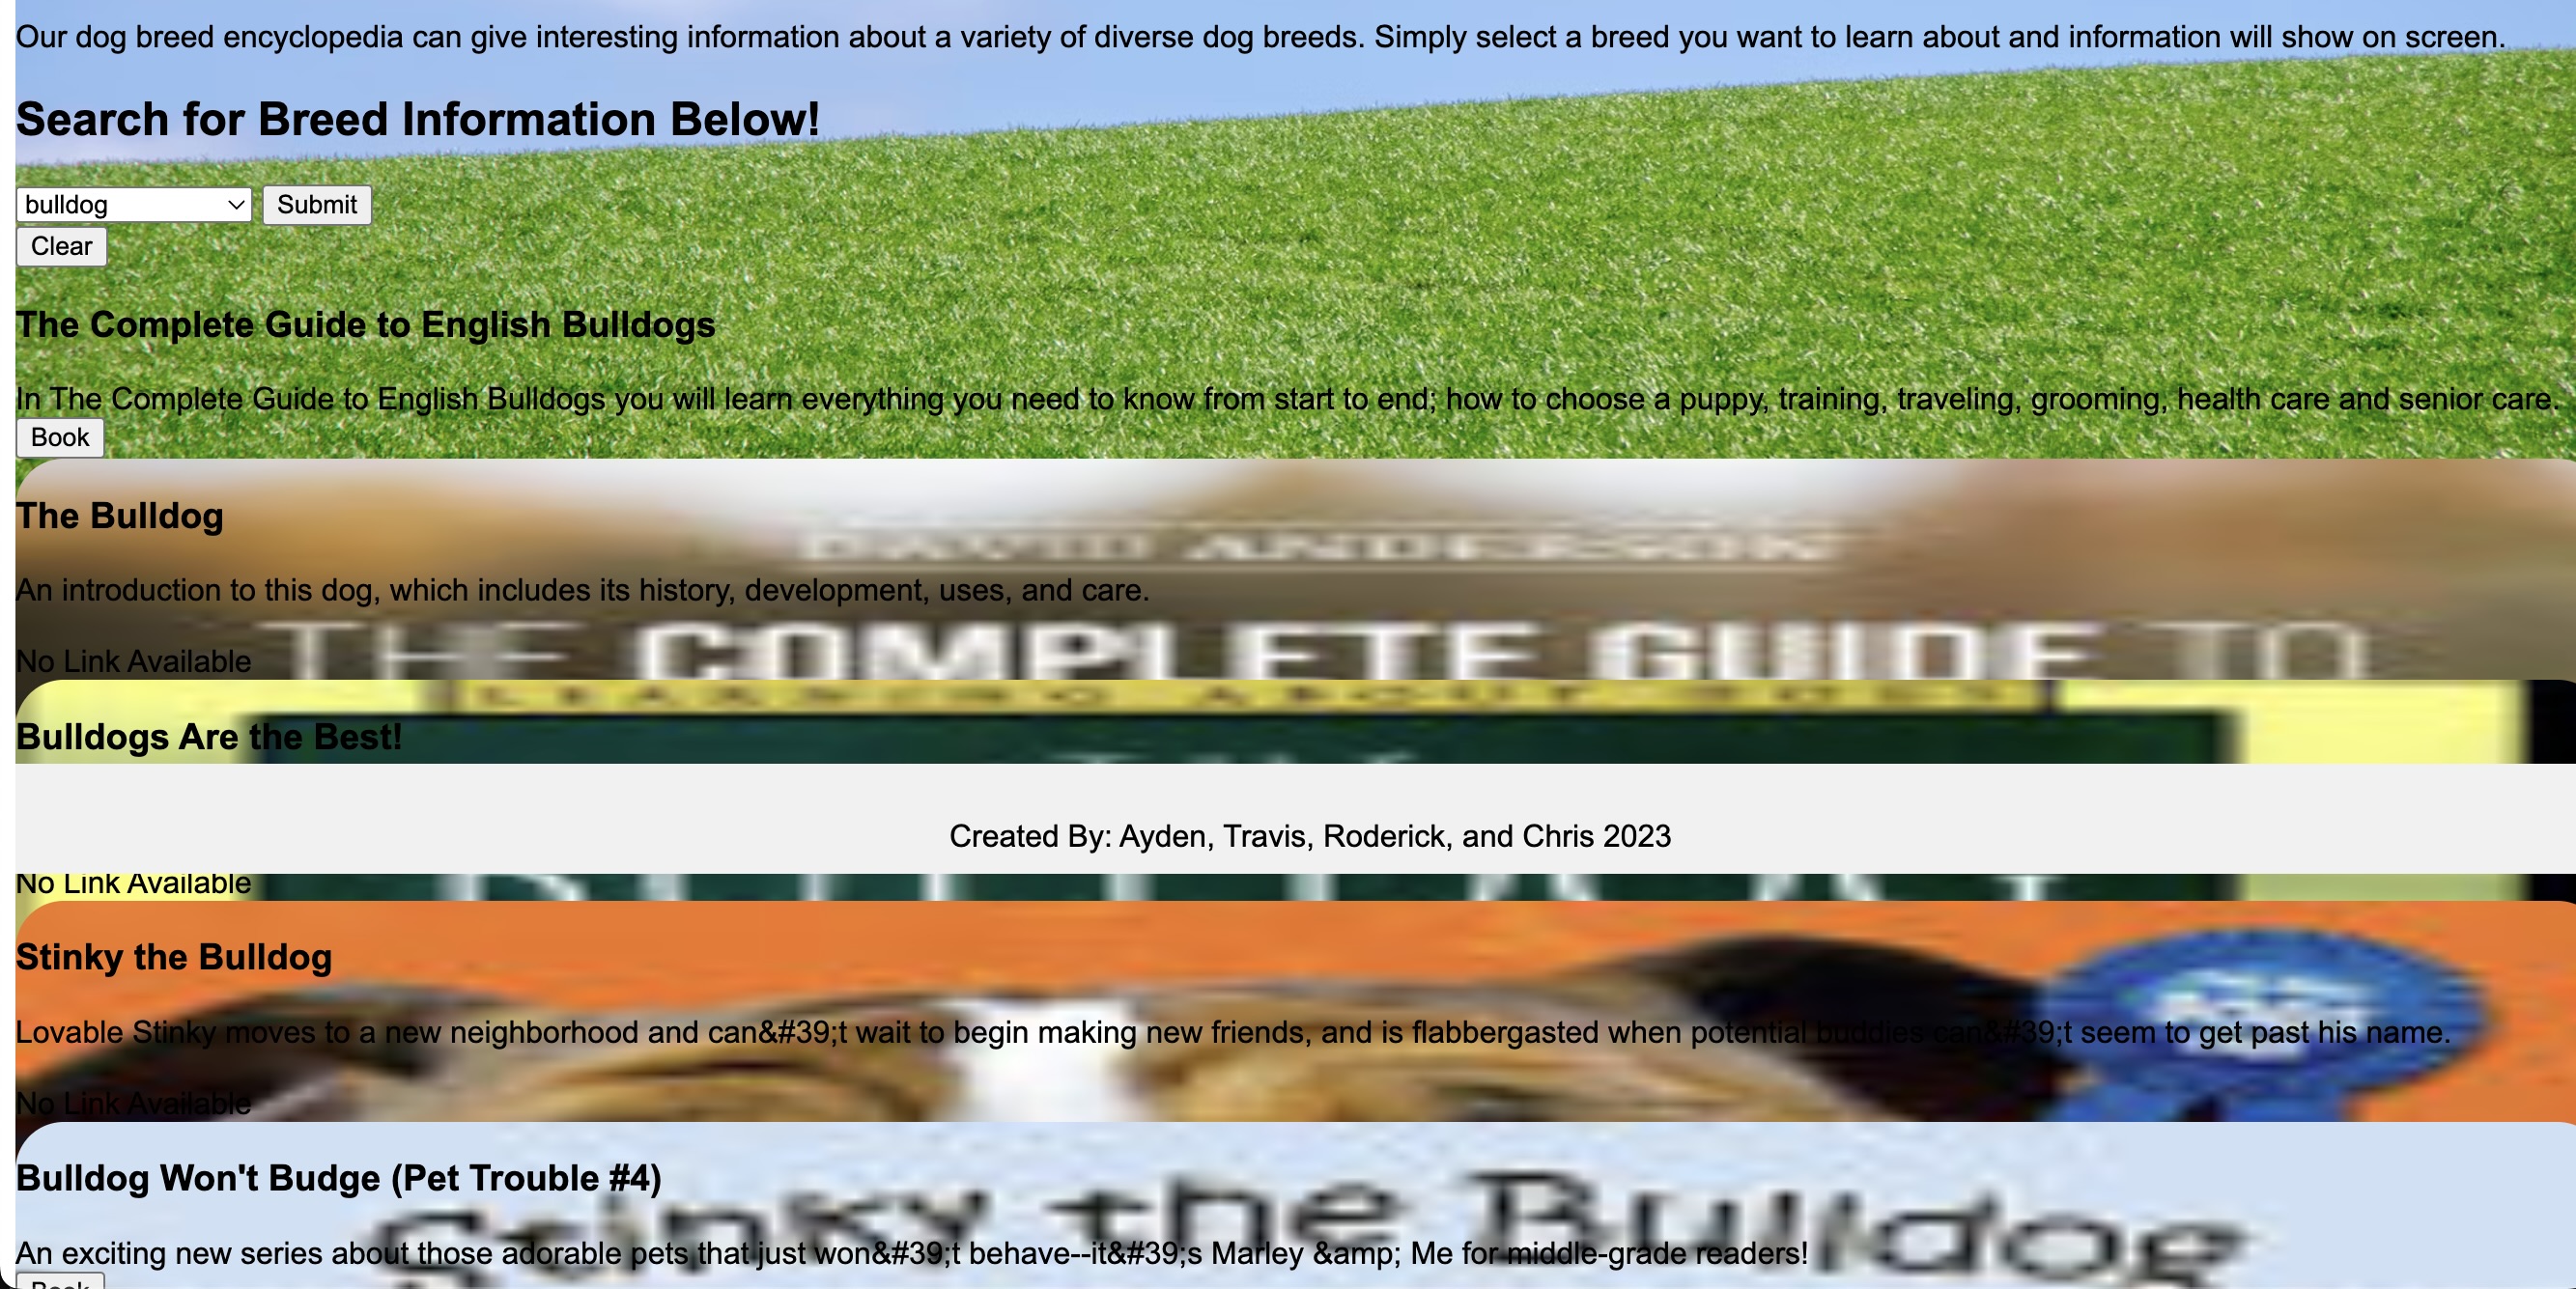 Our dog breed encyclopedia can give interesting information about a variety of diverse dog breeds. Simply select a breed you want to learn about and information will show on screen.
Search for Breed Information Below!
bulldog Submit
Clear
The Complete Guide to English Bulldogs
In The Complete Guide to English Bulldogs you will learn everything you need to know from start to end; how to choose a puppy, training, traveling, grooming, health care and senior care.
Book
The Bulldog
DAVID ANDERSON
An introduction to this dog, which includes its history, development, uses, and care.
THE COMPLETE GUIDE TO
No Link Available
Bulldogs Are the Best!
Created By: Ayden, Travis, Roderick, and Chris 2023
No Link Available
Stinky the Bulldog
Lovable Stinky moves to a new neighborhood and can&#39;t wait to begin making new friends, and is flabbergasted when potential buddies can&#39;t seem to get past his name.
No Link Available
Bulldog Won't Budge (Pet Trouble #4)
Stinky the Bulldog
An exciting new series about those adorable pets that just won&#39;t behave--it&#39;s Marley &amp; Me for middle-grade readers!
Book